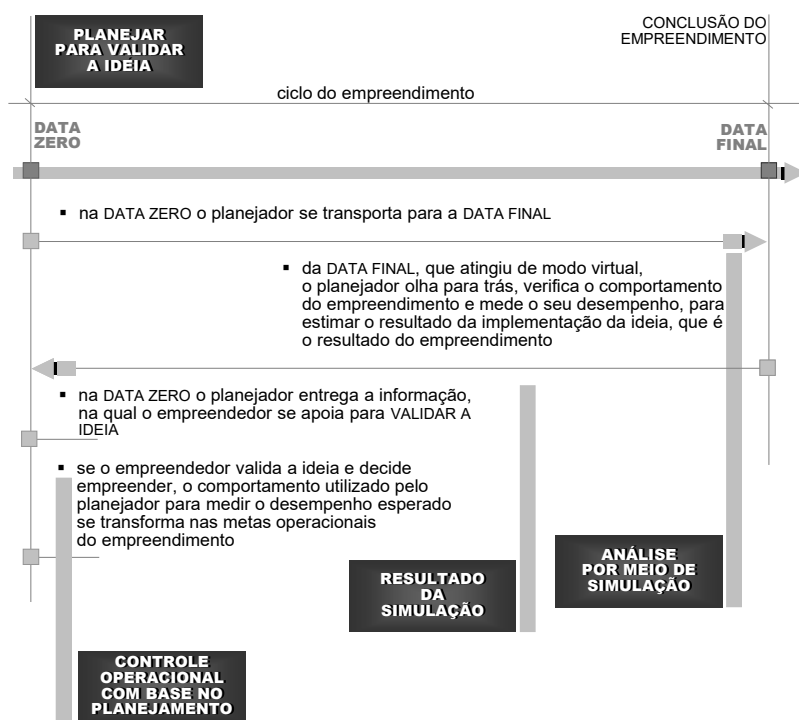 PLANEJAR
PARA VALIDAR
A IDEIA
CONCLUSÃO DO
EMPREENDIMENTO
ciclo do empreendimento
DATA
ZERO
DATA
FINAL
▪ na DATA ZERO o planejador se transporta para a DATA FINAL
▪ da DATA FINAL, que atingiu de modo virtual,
o planejador olha para trás, verifica o comportamento
do empreendimento e mede o seu desempenho, para
estimar o resultado da implementação da ideia, que é
o resultado do empreendimento
▪ na DATA ZERO o planejador entrega a informação,
na qual o empreendedor se apoia para VALIDAR A
IDEIA
▪ se o empreendedor valida a ideia e decide
empreender, o comportamento utilizado pelo
planejador para medir o desempenho esperado
se transforma nas metas operacionais
do empreendimento
ANÁLISE
POR MEIO DE
SIMULAÇÃO
RESULTADO
DA
SIMULAÇÃO
CONTROLE
OPERACIONAL
COM BASE NO
PLANEJAMENTO